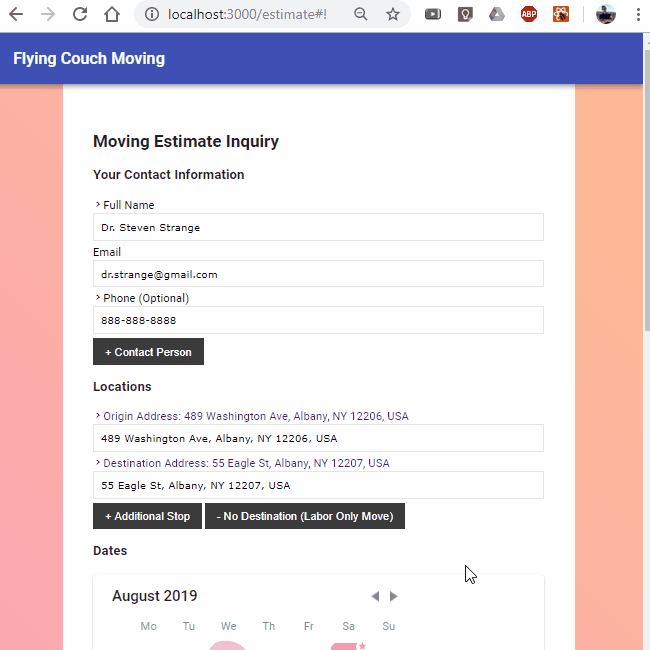 localhost:3000/estimate#!
ABP
Flying Couch Moving
Moving Estimate Inquiry
Your Contact Information
Full Name
Dr. Steven Strange
Email
dr.strange@gmail.com
Phone (Optional)
888-888-8888
+ Contact Person
Locations
Origin Address: 489 Washington Ave, Albany, NY 12206, USA
489 Washington Ave, Albany, NY 12206, USA
Destination Address: 55 Eagle St, Albany, NY 12207, USA
55 Eagle St, Albany, NY 12207, USA
+ Additional Stop - No Destination (Labor Only Move)
Dates
August 2019
Mo Tu We Th Fr Sa Su